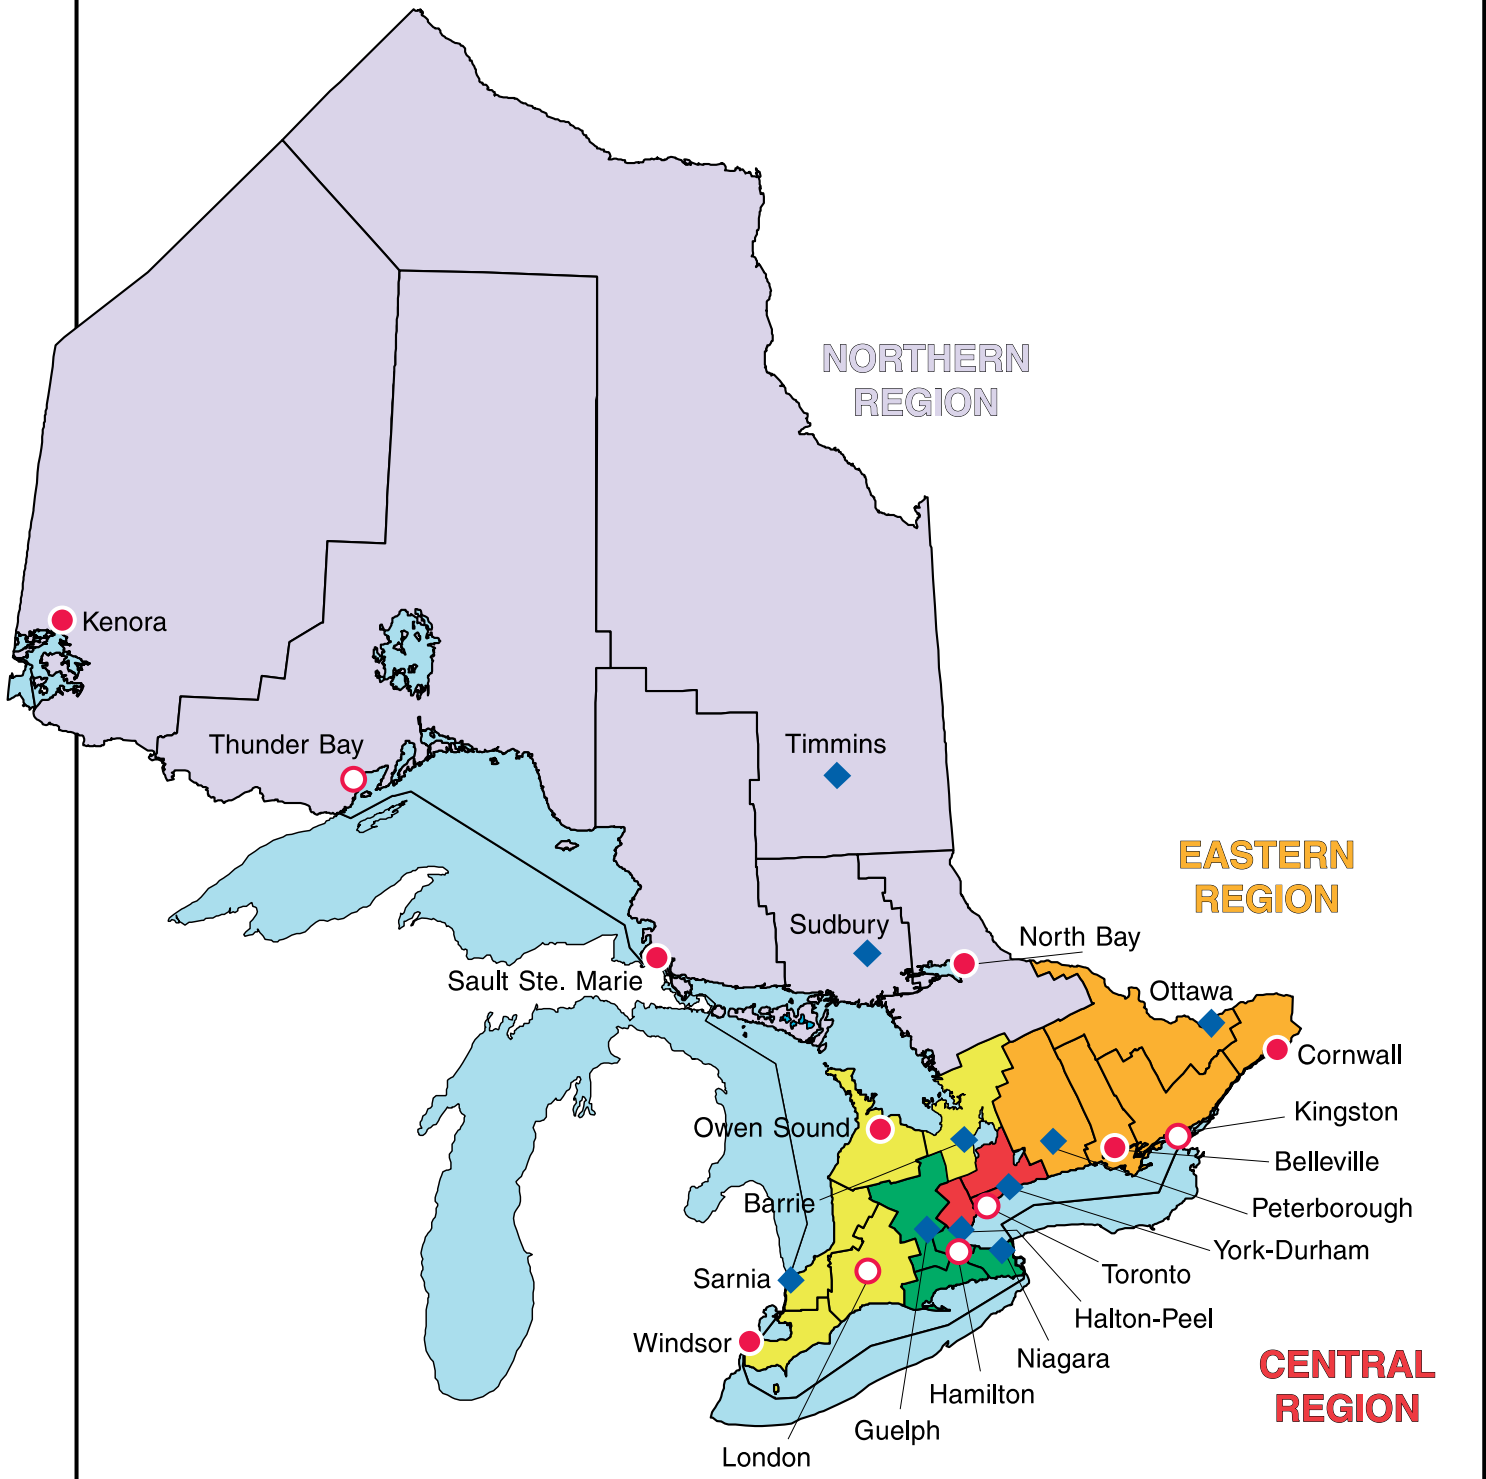 NORTHERN
REGION
Kenora
Thunder Bay
Timmins
EASTERN
REGION
Sudbury
North Bay
Sault Ste. Marie
Ottawa
Cornwall
Kingston
Owen Sound
Belleville
Barrie
Peterborough
York-Durham
Sarnia
Toronto
Halton-Peel
Windsor
Niagara
CENTRAL
REGION
Hamilton
Guelph
London